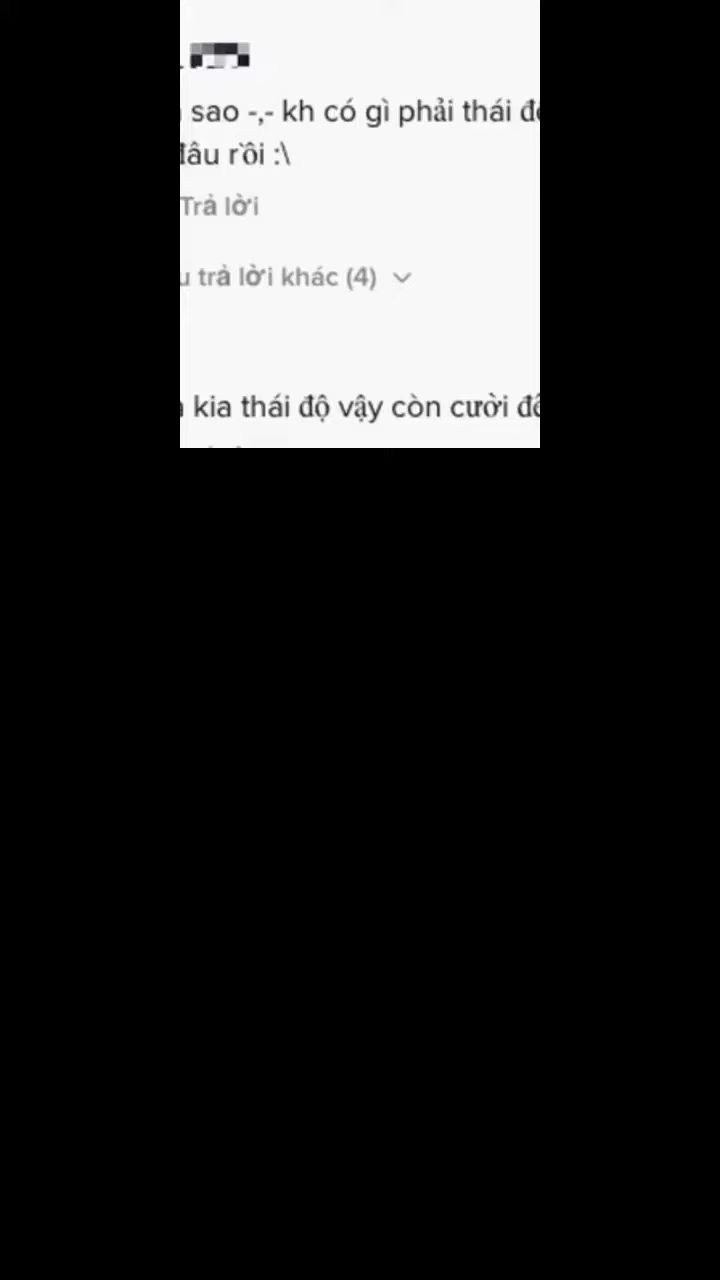 sao -,- kh có gì phải thái
rồi :\
Trả lời
trả lời khác (4)
kia thái độ vậy còn cười